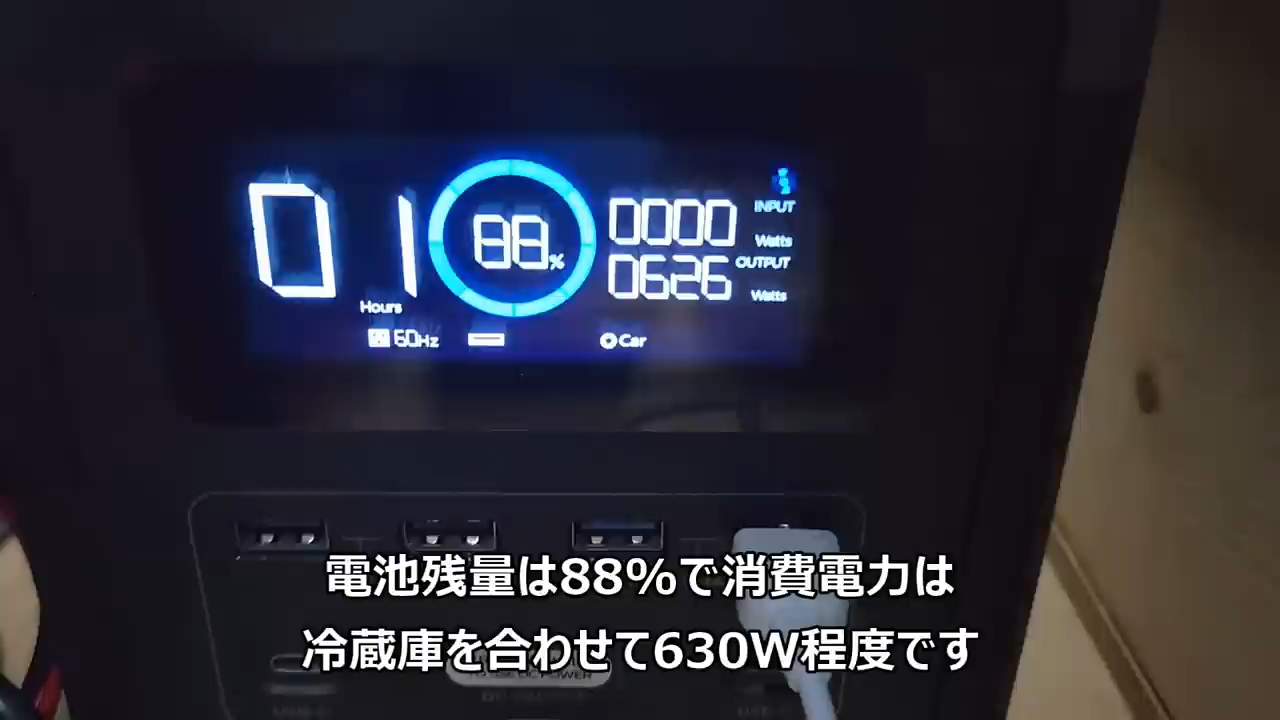 01
Hours
88%
0000
INPUT
Watts
0626
OUTPUT
Watts
60Hz
Car
電池残量は88%で消費電力は
冷蔵庫を合わせて630W程度です